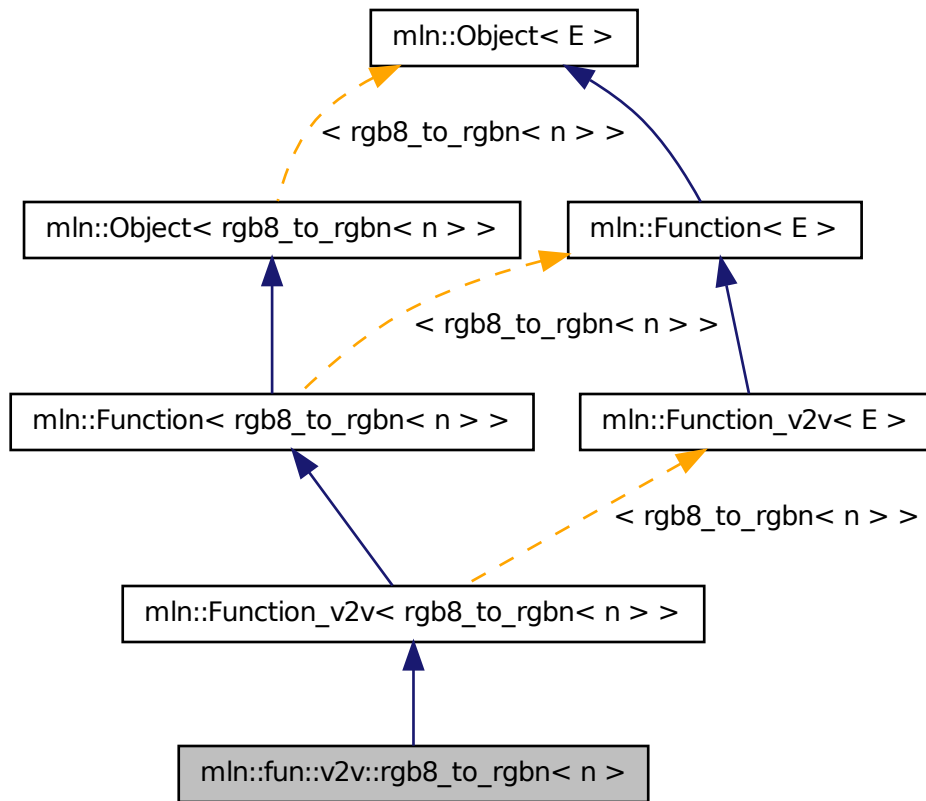 mln::Object< E >
< rgb8_to_rgbn< n > >
mln::Object< rgb8_to_rgbn< n > >
mln::Function< E >
< rgb8_to_rgbn< n > >
mln::Function< rgb8_to_rgbn< n > >
mln::Function_v2v< E >
< rgb8_to_rgbn< n > >
mln::Function_v2v< rgb8_to_rgbn< n > >
mln::fun::v2v::rgb8_to_rgbn< n >